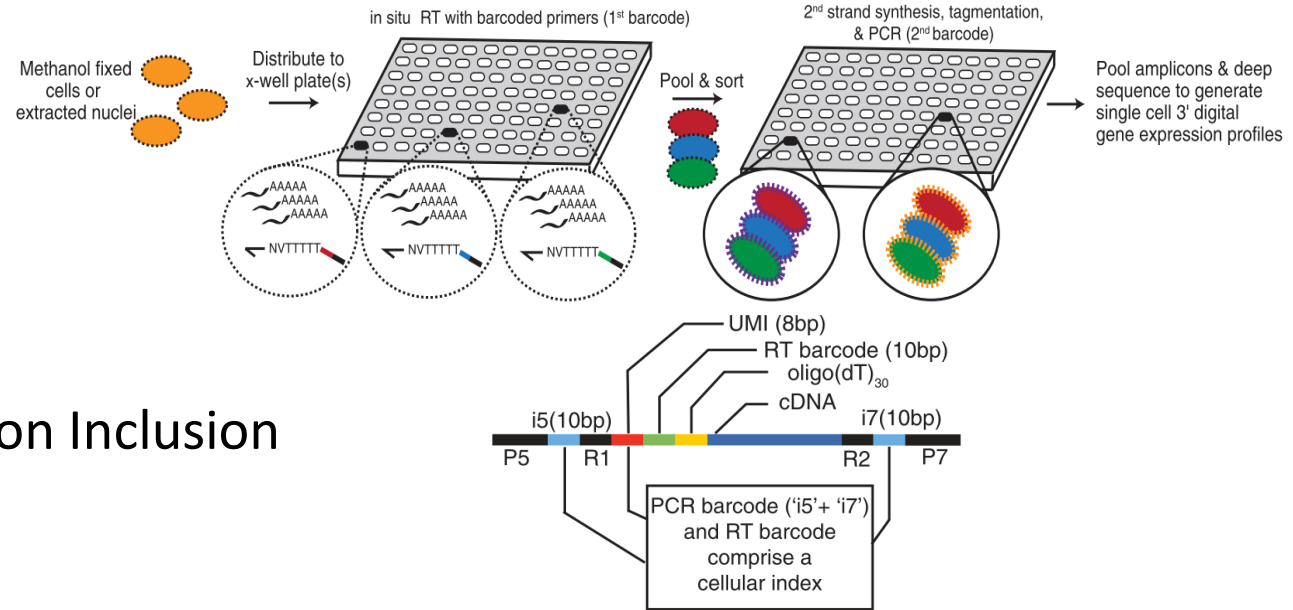 in situ RT with barcoded primers (1st barcode)
2nd strand synthesis, tagmentation,
& PCR (2nd barcode)
Methanol fixed
cells or
extracted nuclei
Distribute to
x-well plate(s)
Pool & sort
Pool amplicons & deep
sequence to generate
single cell 3' digital
gene expression profiles
AAAAA
AAAAA
AAAAA
NVTTTTTT
AAAAA
AAAAA
AAAAA
NVTTTTTT
AAAAA
AAAAA
AAAAA
NVTTTTTT
UMI (8bp)
RT barcode (10bp)
oligo(dT)30
cDNA
i5(10bp)
i7(10bp)
P5
R1
R2
P7
on Inclusion
PCR barcode ('i5'+ 'i7')
and RT barcode
comprise a
cellular index